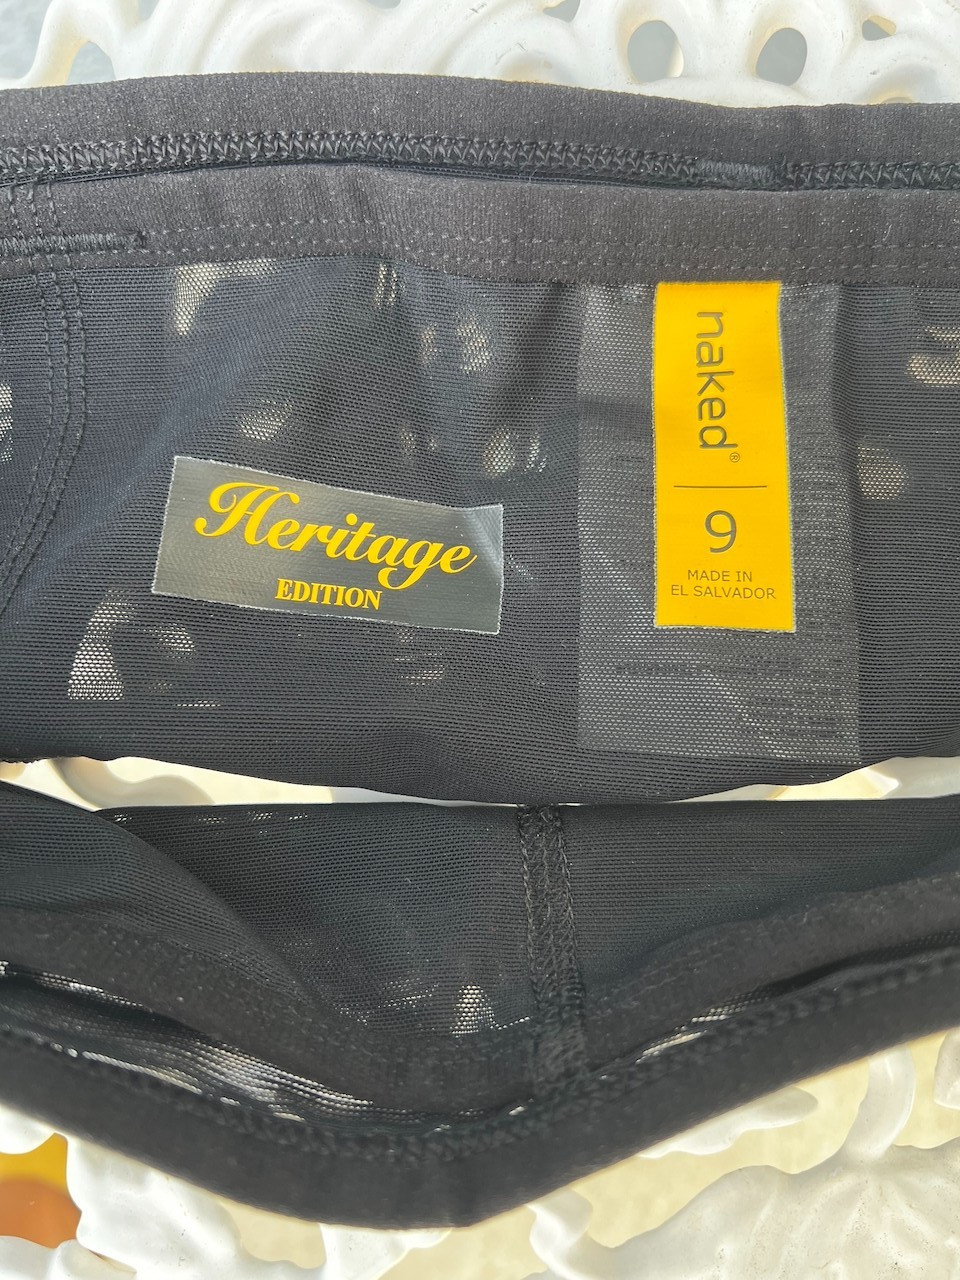 Heritage
EDITION
naked®
9
MADE IN
EL SALVADOR